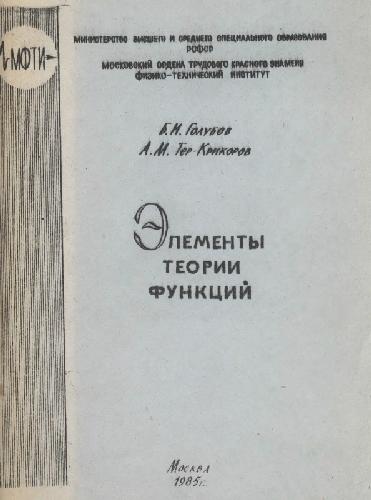 МФТИ
МИНИСТЕРСТВО ВЫСШЕГО И СРЕДНЕГО СПЕЦИАЛЬНОГО ОБРАЗОВАНИЯ
РСФСР
МОСКОВСКИЙ ОРДЕНА ТРУДОВОГО КРАСНОГО ЗНАМЕНИ
ФИЗИКО-ТЕХНИЧЕСКИЙ ИНСТИТУТ
Б.И. Голубов
А.М. Тер-Крикоров
ЭЛЕМЕНТЫ
ТЕОРИИ
ФУНКЦИЙ
Москва
1985г.